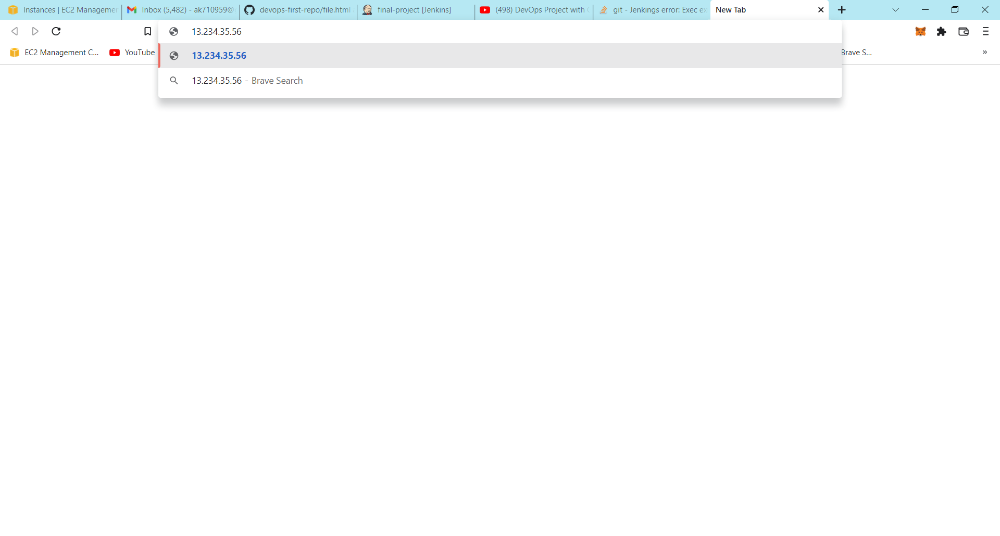 Instances | EC2 Managemer
Inbox (5,482) - ak710959@
devops-first-repo/file.html
final-project [Jenkins]
(498) DevOps Project with
git - Jenkings error: Exec ex
New Tab
13.234.35.56
EC2 Management C...
YouTube
13.234.35.56
Brave S...
13.234.35.56 - Brave Search